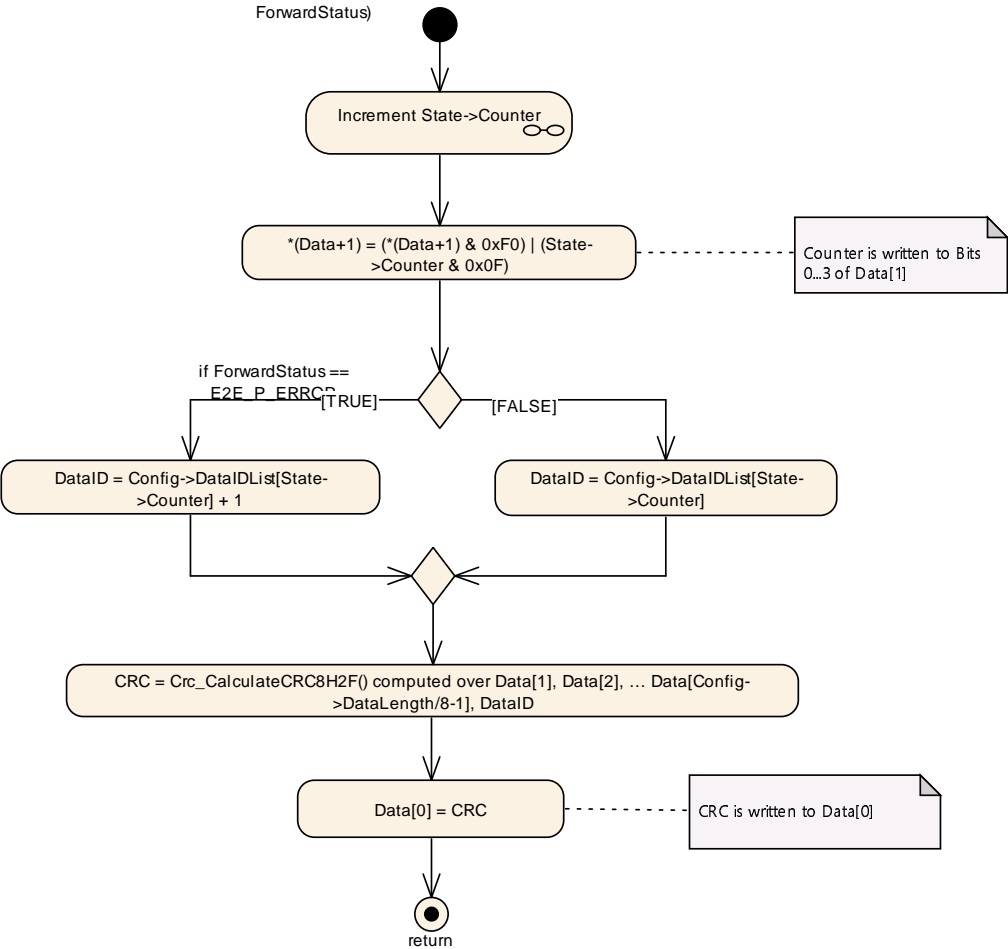 ForwardStatus)
Increment State->Counter
*(Data+1) = (*(Data+1) & 0xF0) | (State-
>Counter & 0x0F)
Counter is written to Bits
0...3 of Data[1]
if ForwardStatus ==
E2E_P_ERROR
[TRUE]
[FALSE]
DataID = Config->DataIDList[State-
>Counter] + 1
DataID = Config->DataIDList[State-
>Counter]
CRC = Crc_CalculateCRC8H2F() computed over Data[1], Data[2], … Data[Config-
>DataLength/8-1], DataID
Data[0] = CRC
CRC is written to Data[0]
return